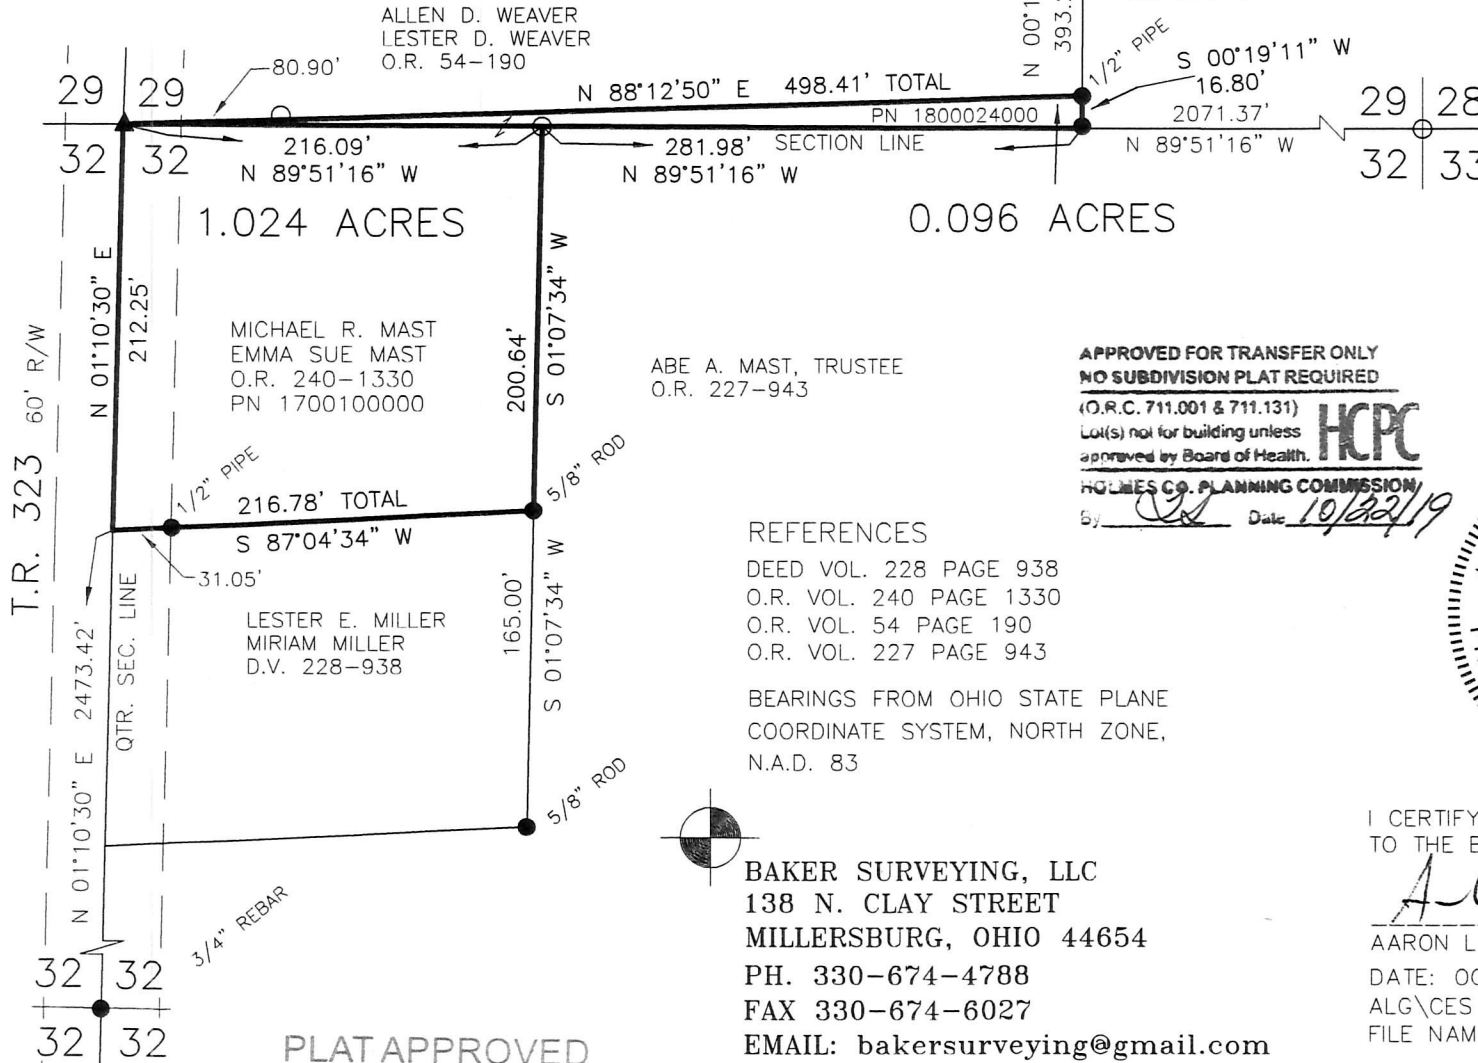 ALLEN D. WEAVER
LESTER D. WEAVER
O.R. 54-190
80.90'
N 00°1
393.
1/2" PIPE
S 00°19'11" W
16.80'
29 29
N 88°12'50" E 498.41' TOTAL
PN 1800024000
2071.37'
29 28
216.09'
281.98'
SECTION LINE
N 89°51'16" W
32 32
N 89°51'16" W
N 89°51'16" W
32 33
1.024 ACRES
0.096 ACRES
N 01°10'30" E
212.25'
MICHAEL R. MAST
EMMA SUE MAST
O.R. 240-1330
PN 1700100000
200.64'
S 01°07'34" W
ABE A. MAST, TRUSTEE
O.R. 227-943
APPROVED FOR TRANSFER ONLY
NO SUBDIVISION PLAT REQUIRED
(O.R.C. 711.001 & 711.131)
Lot(s) not for building unless
approved by Board of Health.
HCPC
HOLMES CO. PLANNING COMMISSION
By Date 10/22/19
T.R. 323 60' R/W
1/2" PIPE
216.78' TOTAL
S 87°04'34" W
5/8" ROD
31.05'
LESTER E. MILLER
MIRIAM MILLER
D.V. 228-938
165.00'
S 01°07'34" W
N 01°10'30" E 2473.42'
QTR. SEC. LINE
REFERENCES
DEED VOL. 228 PAGE 938
O.R. VOL. 240 PAGE 1330
O.R. VOL. 54 PAGE 190
O.R. VOL. 227 PAGE 943
BEARINGS FROM OHIO STATE PLANE
COORDINATE SYSTEM, NORTH ZONE,
N.A.D. 83
5/8" ROD
3/4" REBAR
32 32
32 32
BAKER SURVEYING, LLC
138 N. CLAY STREET
MILLERSBURG, OHIO 44654
PH. 330-674-4788
FAX 330-674-6027
EMAIL: bakersurveying@gmail.com
I CERTIFY
TO THE B
AARON L
DATE: OC
ALG\CES
FILE NAM
PLAT APPROVED